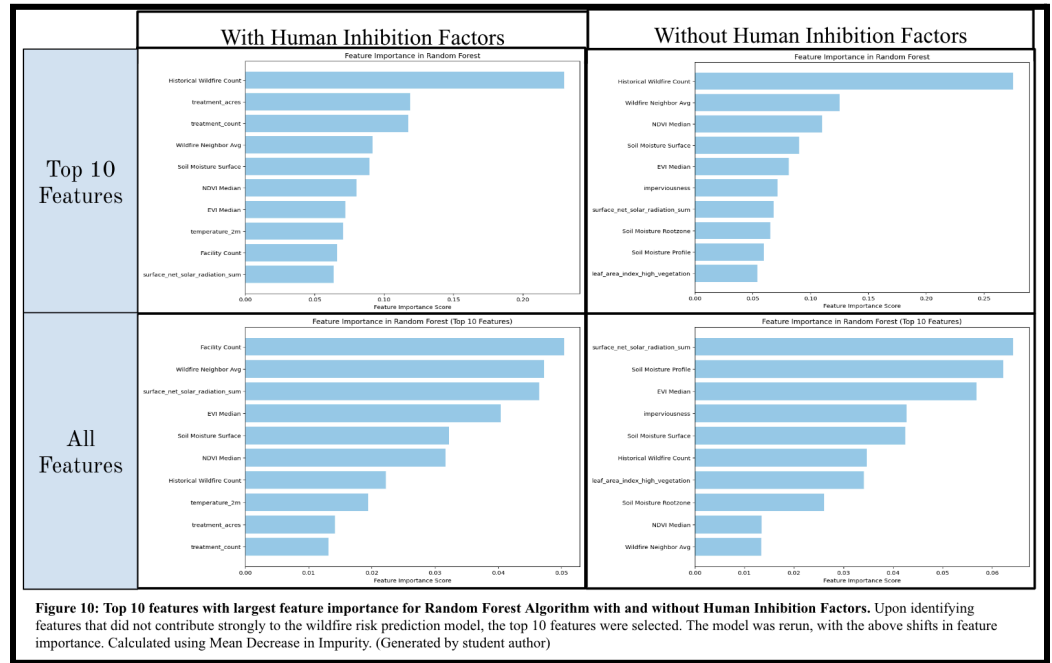 With Human Inhibition Factors
Without Human Inhibition Factors
Top 10
Features
Feature Importance in Random Forest
Historical Wildfire Count
treatment_acres
treatment_count
Wildfire Neighbor Avg
Soil Moisture Surface
NDVI Median
EVI Median
temperature_2m
Facility Count
surface_net_solar_radiation_sum
0.00 0.05 0.10 0.15 0.20
Feature Importance Score
Feature Importance in Random Forest
Historical Wildfire Count
Wildfire Neighbor Avg
NDVI Median
Soil Moisture Surface
EVI Median
imperviousness
surface_net_solar_radiation_sum
Soil Moisture Rootzone
Soil Moisture Profile
leaf_area_index_high_vegetation
0.00 0.05 0.10 0.15 0.20 0.25
Feature Importance Score
All
Features
Feature Importance in Random Forest (Top 10 Features)
Facility Count
Wildfire Neighbor Avg
surface_net_solar_radiation_sum
EVI Median
Soil Moisture Surface
NDVI Median
Historical Wildfire Count
temperature_2m
treatment_acres
treatment_count
0.00 0.01 0.02 0.03 0.04 0.05
Feature Importance Score
Feature Importance in Random Forest (Top 10 Features)
surface_net_solar_radiation_sum
Soil Moisture Profile
EVI Median
imperviousness
Soil Moisture Surface
Historical Wildfire Count
leaf_area_index_high_vegetation
Soil Moisture Rootzone
NDVI Median
Wildfire Neighbor Avg
0.00 0.01 0.02 0.03 0.04 0.05 0.06
Feature Importance Score
Figure 10: Top 10 features with largest feature importance for Random Forest Algorithm with and without Human Inhibition Factors. Upon identifying
features that did not contribute strongly to the wildfire risk prediction model, the top 10 features were selected. The model was rerun, with the above shifts in feature
importance. Calculated using Mean Decrease in Impurity. (Generated by student author)